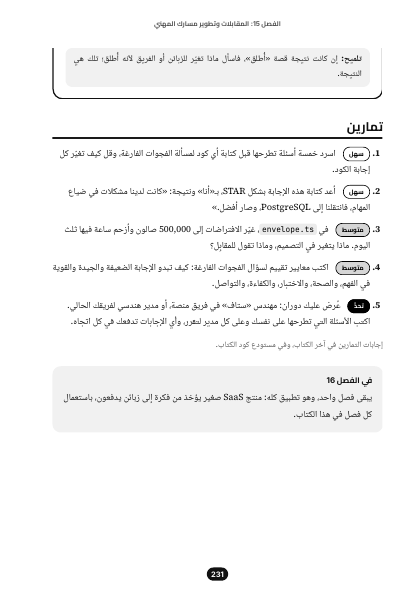 الفصل 15: المقابلات وتطوير مسارك المهني
تلميح: إن كانت نتيجة قصة «أُطلق»، فاسأل ماذا تغيّر للزبائن أو الفريق لأنه أُطلق؛ تلك هي
النتيجة.
تمارين
1. سهل اسرد خمسة أسئلة تطرحها قبل كتابة أي كود لمسألة الفجوات الفارغة، وقل كيف تغيّر كل
إجابة الكود.
2. سهل أعد كتابة هذه الإجابة بشكل STAR، بـ«أنا» ونتيجة: «كانت لدينا مشكلات في ضياع
المهام، فانتقلنا إلى PostgreSQL، وصار أفضل.»
3. متوسط في envelope.ts، غيّر الافتراضات إلى 500,000 صالون وأزحم ساعة فيها ثلث
اليوم. ماذا يتغير في التصميم، وماذا تقول للمقابل؟
4. متوسط اكتب معايير تقييم لسؤال الفجوات الفارغة: كيف تبدو الإجابة الضعيفة والجيدة والقوية
في الفهم، والصحة، والاختبار، والكفاءة، والتواصل.
5. تحدٍّ عُرض عليك دوران: مهندس «ستاف» في فريق منصة، أو مدير هندسي لفريقك الحالي.
اكتب الأسئلة التي تطرحها على نفسك وعلى كل مدير لتقرر، وأي الإجابات تدفعك في كل اتجاه.
إجابات التمارين في آخر الكتاب، وفي مستودع كود الكتاب.
في الفصل 16
يبقى فصل واحد، وهو تطبيق كله: منتج SaaS صغير يؤخذ من فكرة إلى زبائن يدفعون، باستعمال
كل فصل في هذا الكتاب.
231